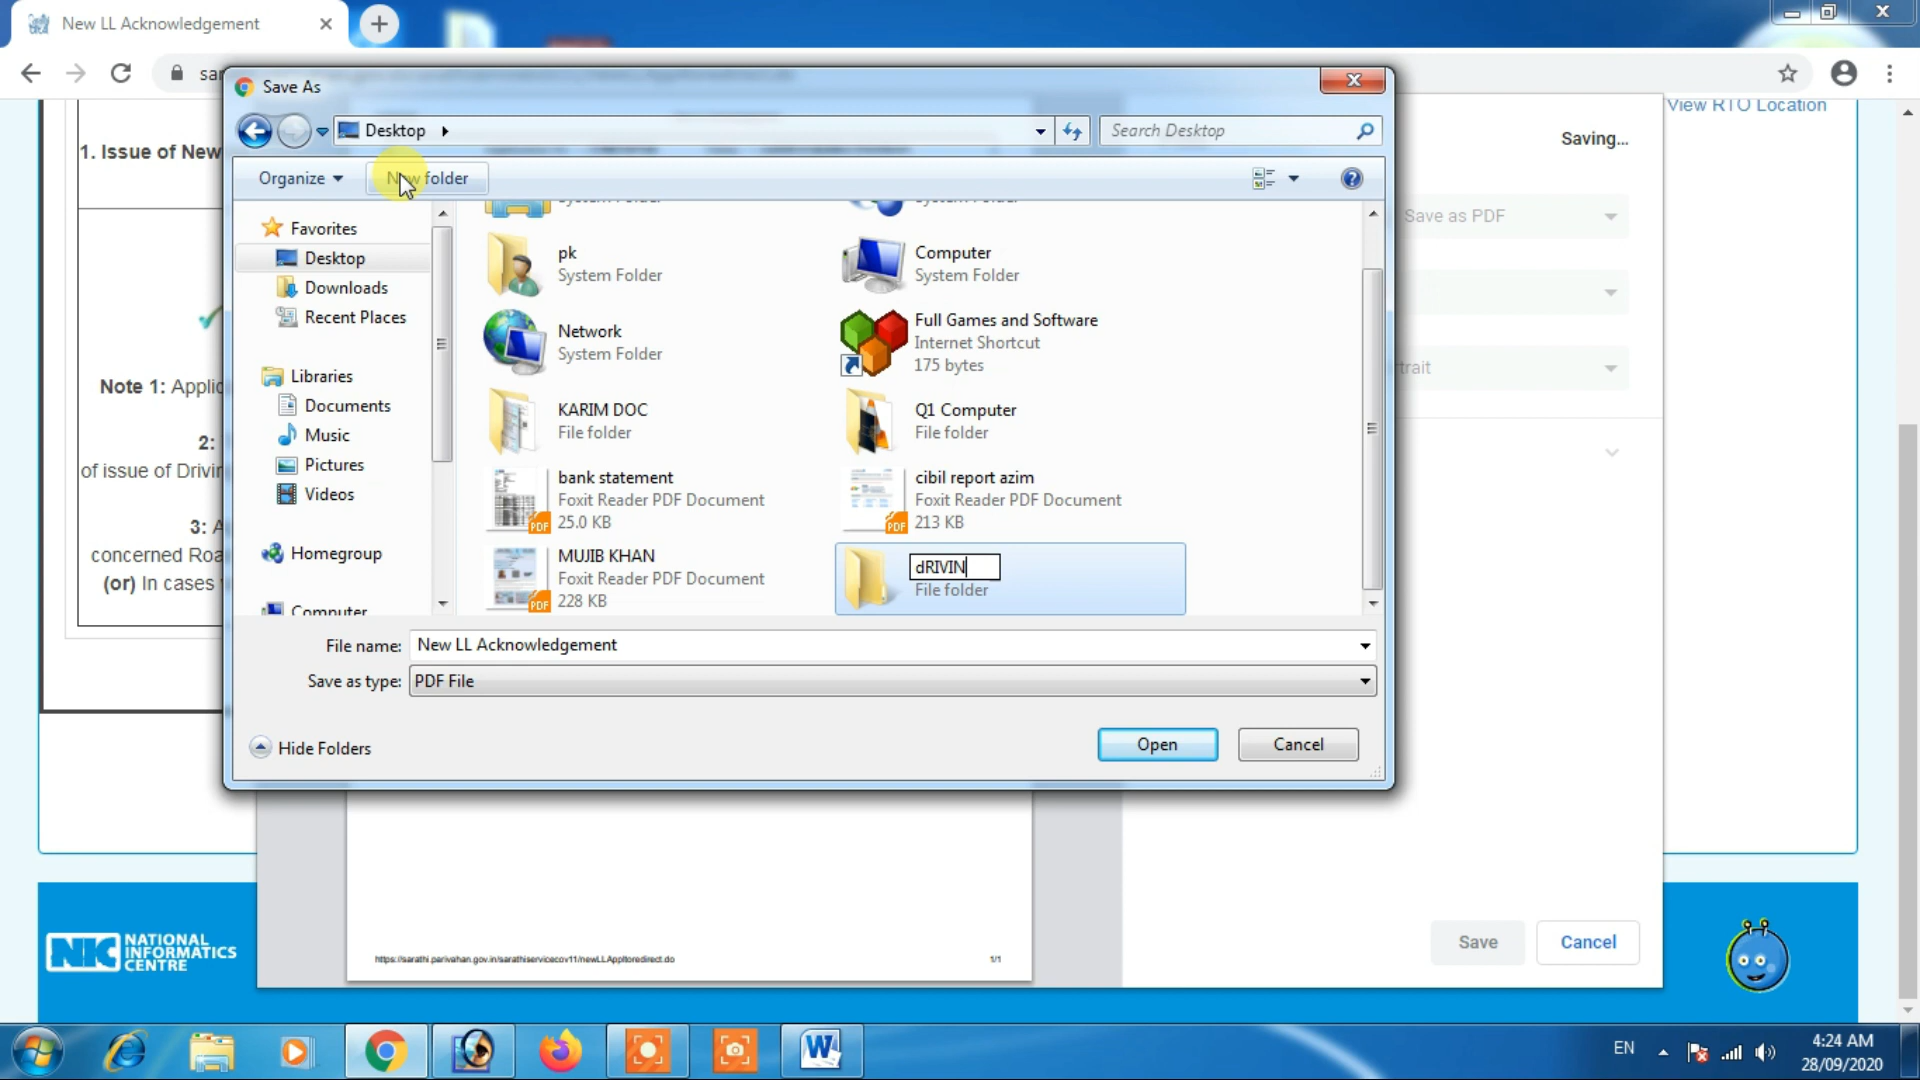 New LL Acknowledgement
sar
View RTO Location
Save As
Desktop
Search Desktop
Organize
New folder
Saving...
1. Issue of New
Note 1: Applic
2:
of issue of Drivin
3: A
concerned Roa
(or) In cases
Favorites
Desktop
Downloads
Recent Places
Libraries
Documents
Music
Pictures
Videos
Homegroup
Computer
pk
System Folder
Computer
System Folder
Network
System Folder
Full Games and Software
Internet Shortcut
175 bytes
KARIM DOC
File folder
Q1 Computer
File folder
bank statement
Foxit Reader PDF Document
25.0 KB
PDF
cibil report azim
Foxit Reader PDF Document
213 KB
PDF
MUJIB KHAN
Foxit Reader PDF Document
228 KB
PDF
dRIVIN
File folder
Save as PDF
trait
File name: New LL Acknowledgement
Save as type: PDF File
Hide Folders
Open
Cancel
https://sarathi.parivahan.gov.in/sarathiservicecov11/newLLAppltoredirect.do
1/1
Save
Cancel
NIC NATIONAL
INFORMATICS
CENTRE
EN
4:24 AM
28/09/2020